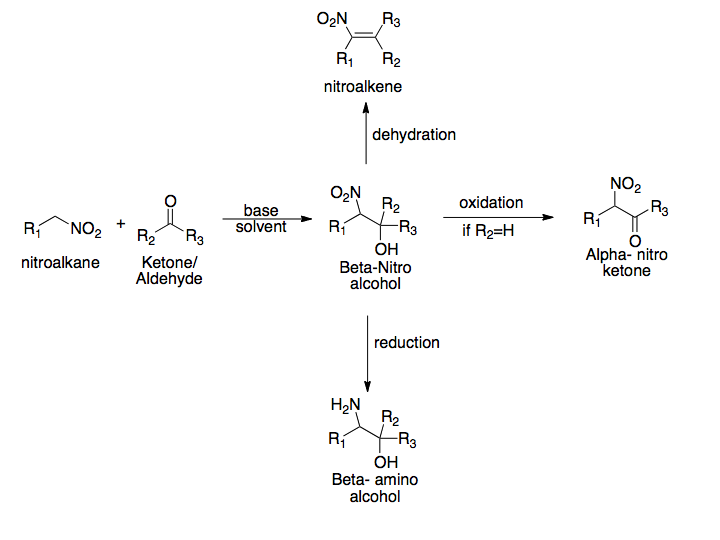 O₂N R₃
R₁ R₂
nitroalkene
dehydration
R₁ NO₂ + O R₂ R₃
nitroalkane
Ketone/
Aldehyde
base
solvent
O₂N R₂
R₁ R₃
OH
Beta-Nitro
alcohol
oxidation
if R₂=H
NO₂
R₁ R₃
O
Alpha- nitro
ketone
reduction
H₂N R₂
R₁ R₃
OH
Beta- amino
alcohol